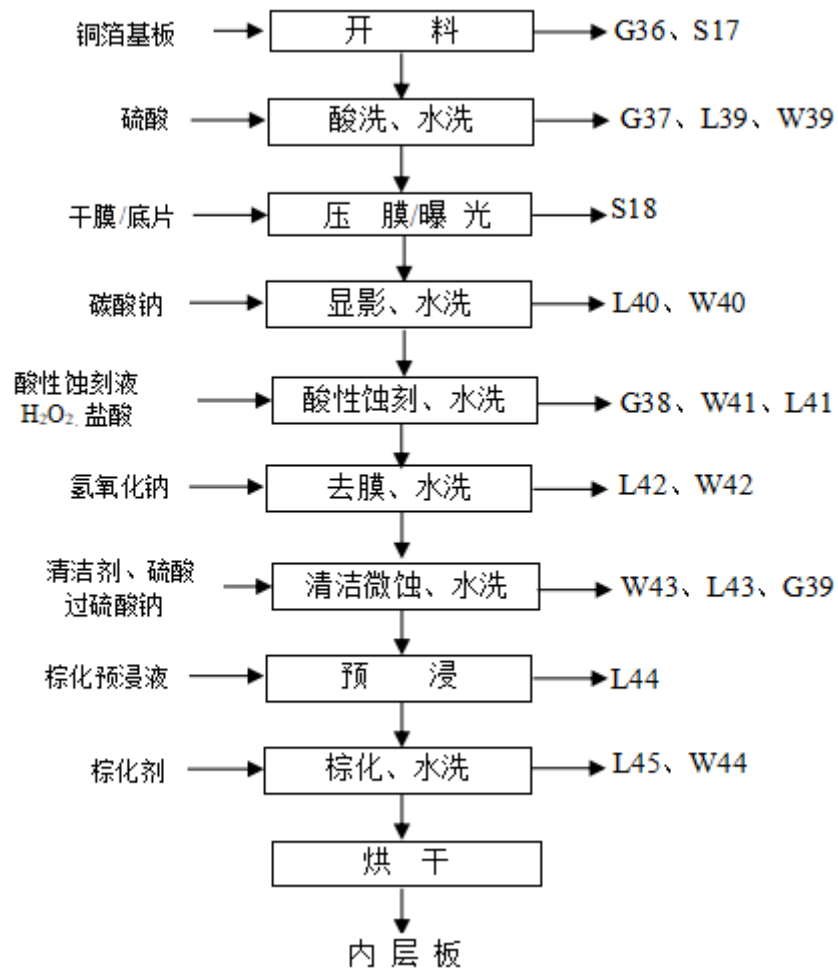 铜箔基板
开 料
G36、S17
硫酸
酸洗、水洗
G37、L39、W39
干膜/底片
压 膜/曝 光
S18
碳酸钠
显影、水洗
L40、W40
酸性蚀刻液
H₂O₂、盐酸
酸性蚀刻、水洗
G38、W41、L41
氢氧化钠
去膜、水洗
L42、W42
清洁剂、硫酸
过硫酸钠
清洁微蚀、水洗
W43、L43、G39
棕化预浸液
预 浸
L44
棕化剂
棕化、水洗
L45、W44
烘 干
内 层 板